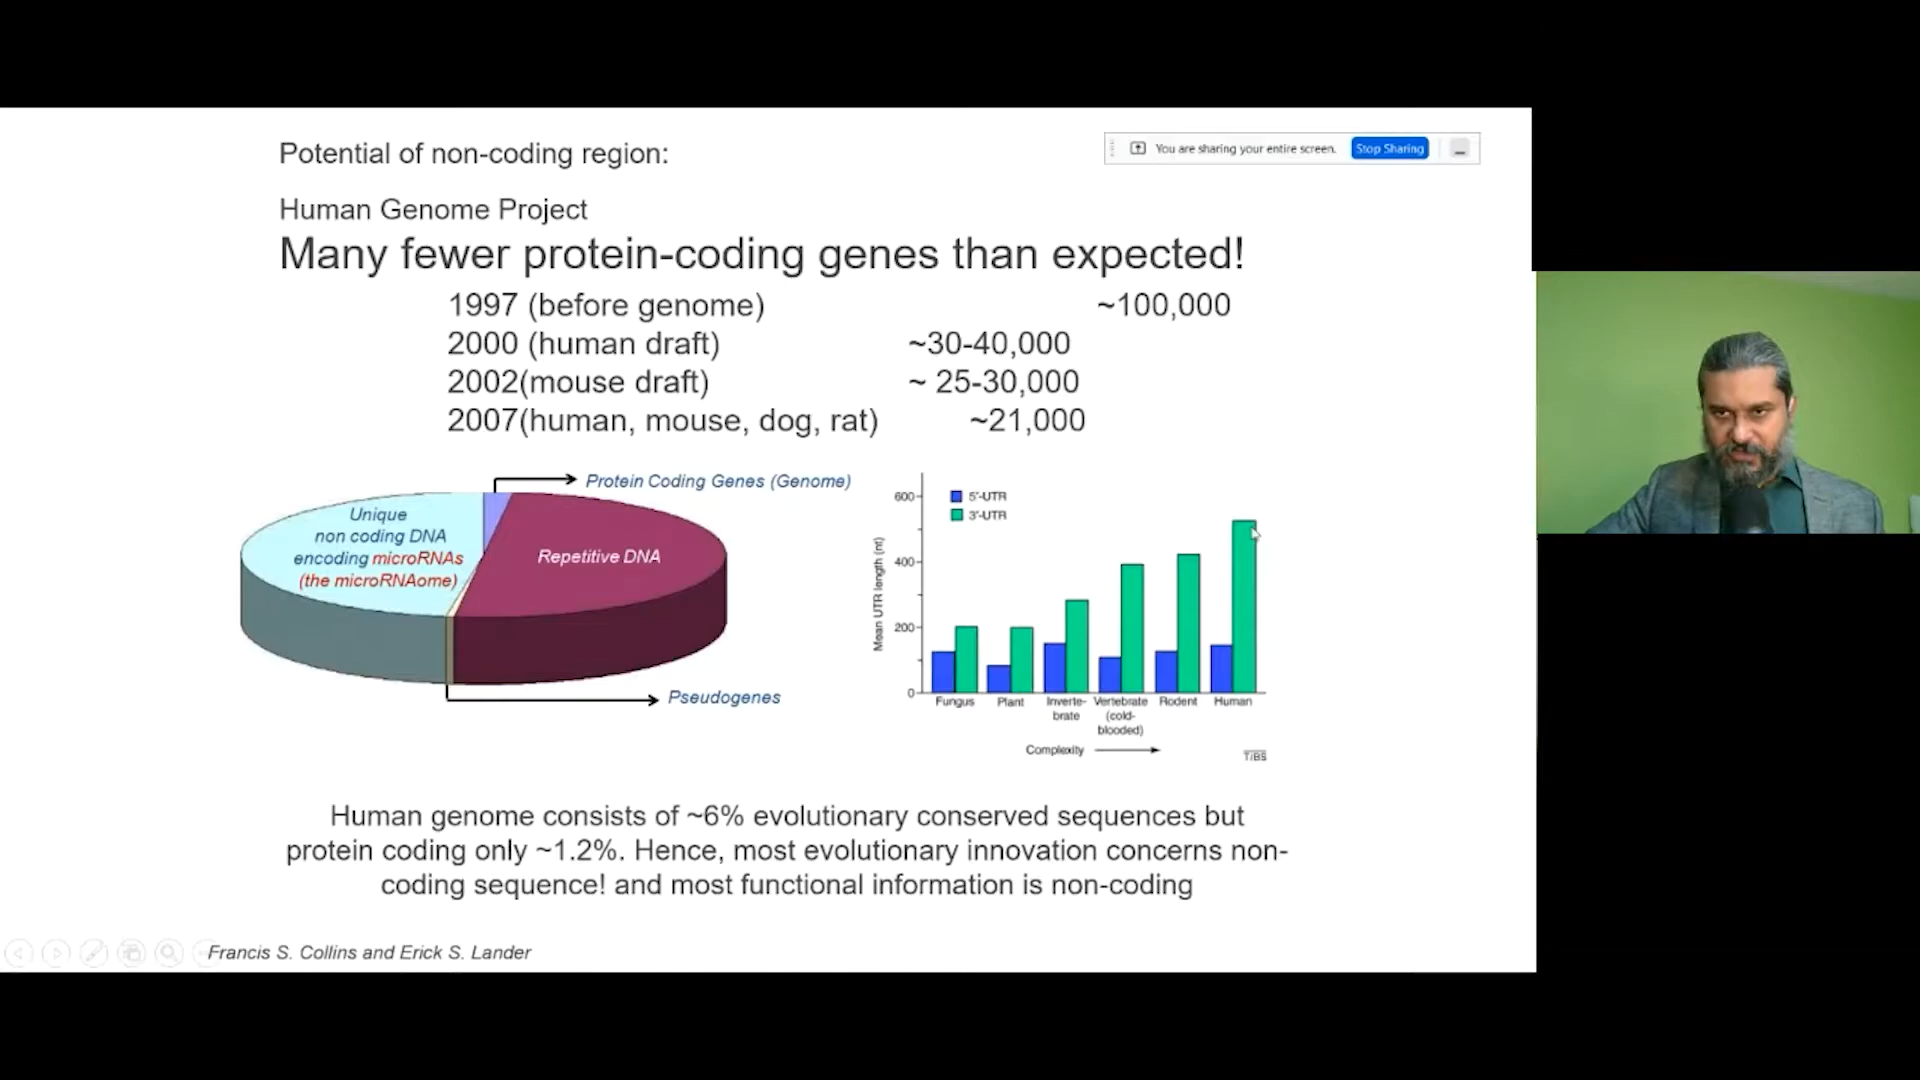 Potential of non-coding region:
You are sharing your entire screen. Stop Sharing
Human Genome Project
Many fewer protein-coding genes than expected!
1997 (before genome) ~100,000
2000 (human draft) ~30-40,000
2002(mouse draft) ~ 25-30,000
2007(human, mouse, dog, rat) ~21,000
Protein Coding Genes (Genome)
Unique
non coding DNA
encoding microRNAs
(the microRNAome)
Repetitive DNA
Pseudogenes
5'-UTR
3'-UTR
Mean UTR length (nt)
600
400
200
0
Fungus
Plant
Inverte-
brate
Vertebrate
(cold-
blooded)
Rodent
Human
Complexity
TiBS
Human genome consists of ~6% evolutionary conserved sequences but
protein coding only ~1.2%. Hence, most evolutionary innovation concerns non-
coding sequence! and most functional information is non-coding
Francis S. Collins and Erick S. Lander